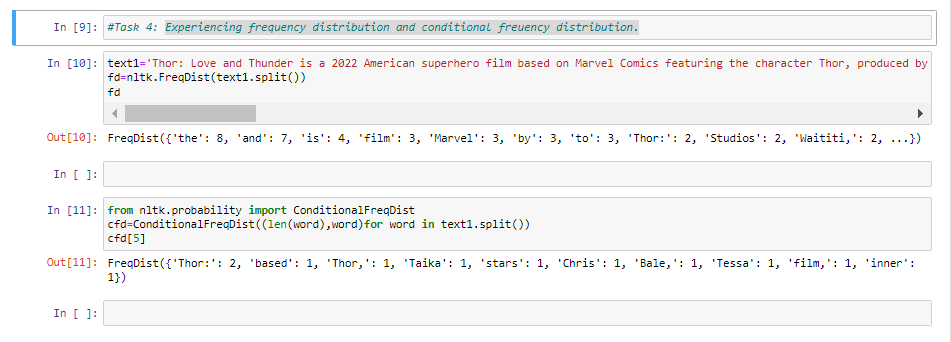 In [9]: #Task 4: Experiencing frequency distribution and conditional freuency distribution.
In [10]: text1='Thor: Love and Thunder is a 2022 American superhero film based on Marvel Comics featuring the character Thor, produced by
fd=nltk.FreqDist(text1.split())
fd
Out[10]: FreqDist({'the': 8, 'and': 7, 'is': 4, 'film': 3, 'Marvel': 3, 'by': 3, 'to': 3, 'Thor:': 2, 'Studios': 2, 'Waititi,': 2, ...})
In [ ]:
In [11]: from nltk.probability import ConditionalFreqDist
cfd=ConditionalFreqDist((len(word),word)for word in text1.split())
cfd[5]
Out[11]: FreqDist({'Thor:': 2, 'based': 1, 'Thor,': 1, 'Taika': 1, 'stars': 1, 'Chris': 1, 'Bale,': 1, 'Tessa': 1, 'film,': 1, 'inner':
1})
In [ ]: